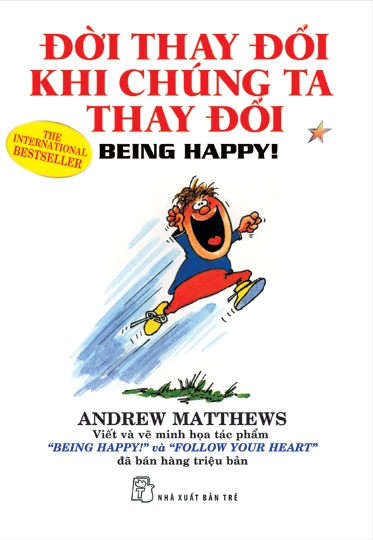 ĐỜI THAY ĐỔI
KHI CHÚNG TA
THAY ĐỔI
THE
INTERNATIONAL
BESTSELLER
BEING HAPPY!
ANDREW MATTHEWS
Viết và vẽ minh họa tác phẩm
“BEING HAPPY!” và “FOLLOW YOUR HEART”
đã bán hàng triệu bản
NHÀ XUẤT BẢN TRẺ